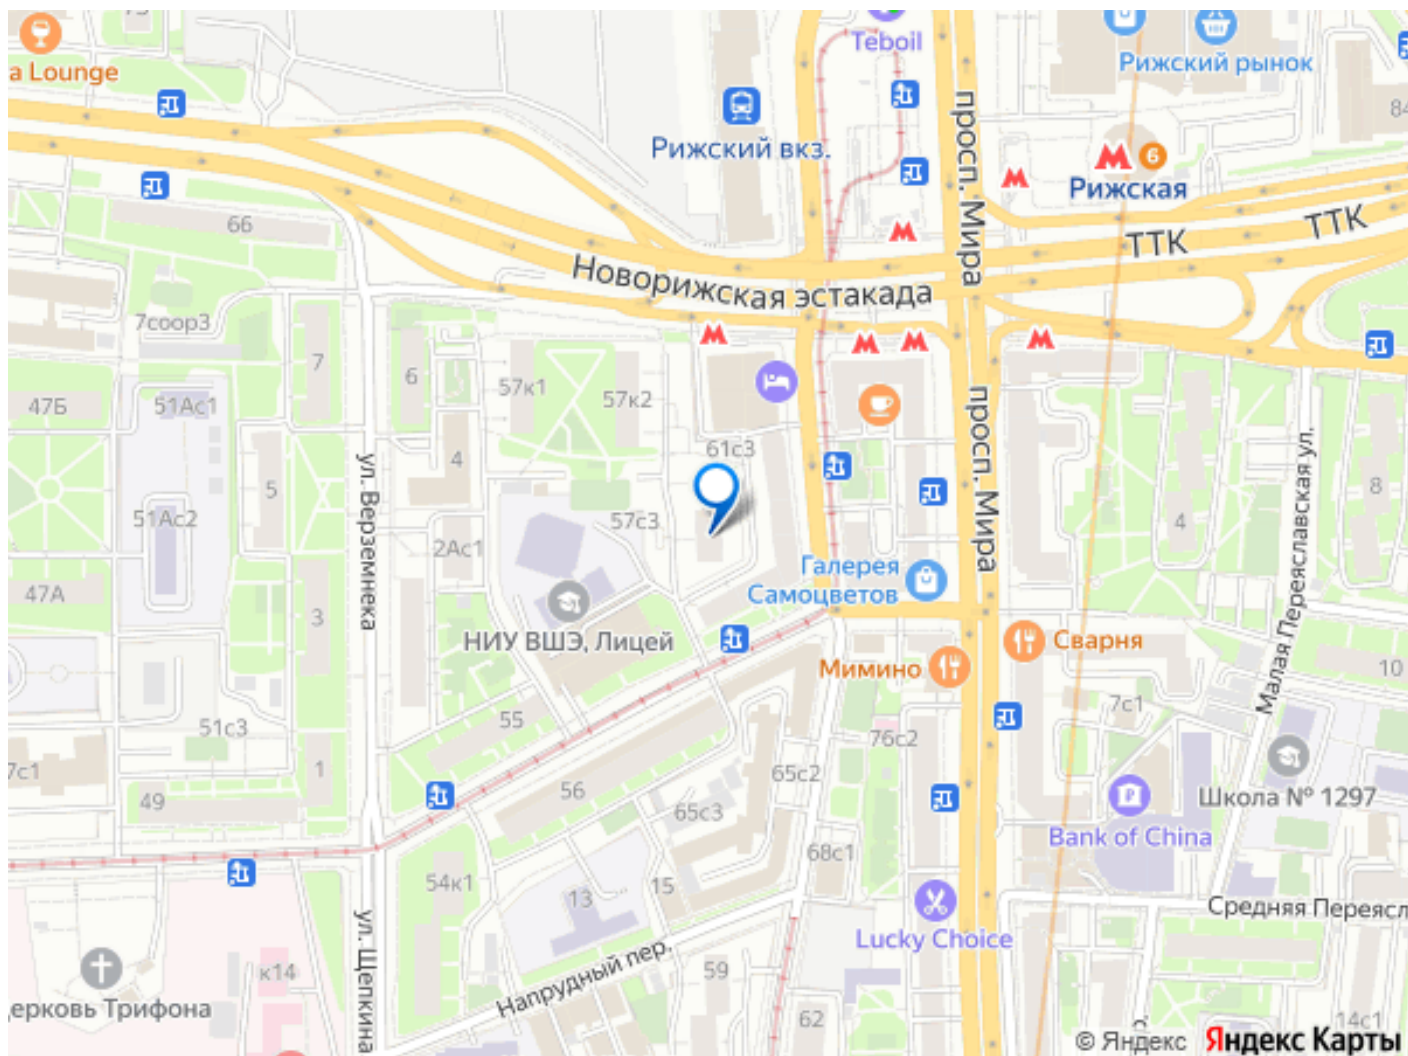 73
a Lounge
Teboil
Рижский рынок
84
просп. Мира
Рижский вкз.
6
Рижская
66
ТТК
ТТК
Новорижская эстакада
7соор3
7
6
57к1
57к2
47Б
51Ас1
61с3
просп. Мира
Малая Переяславская ул.
8
4
5
ул. Верземнека
51Ас2
57с3
4
2Ас1
Галерея
Самоцветов
47А
3
НИУ ВШЭ, Лицей
Сварня
Мимино
10
7с1
55
51с3
76с2
7с1
1
65с2
56
49
65с3
Школа № 1297
Bank of China
68с1
54к1
15
13
Средняя Переясл
ул. Щепкина
Lucky Choice
Напрудный пер.
59
к14
ерковь Трифона
62
с.
14с1
© Яндекс
Яндекс Карты